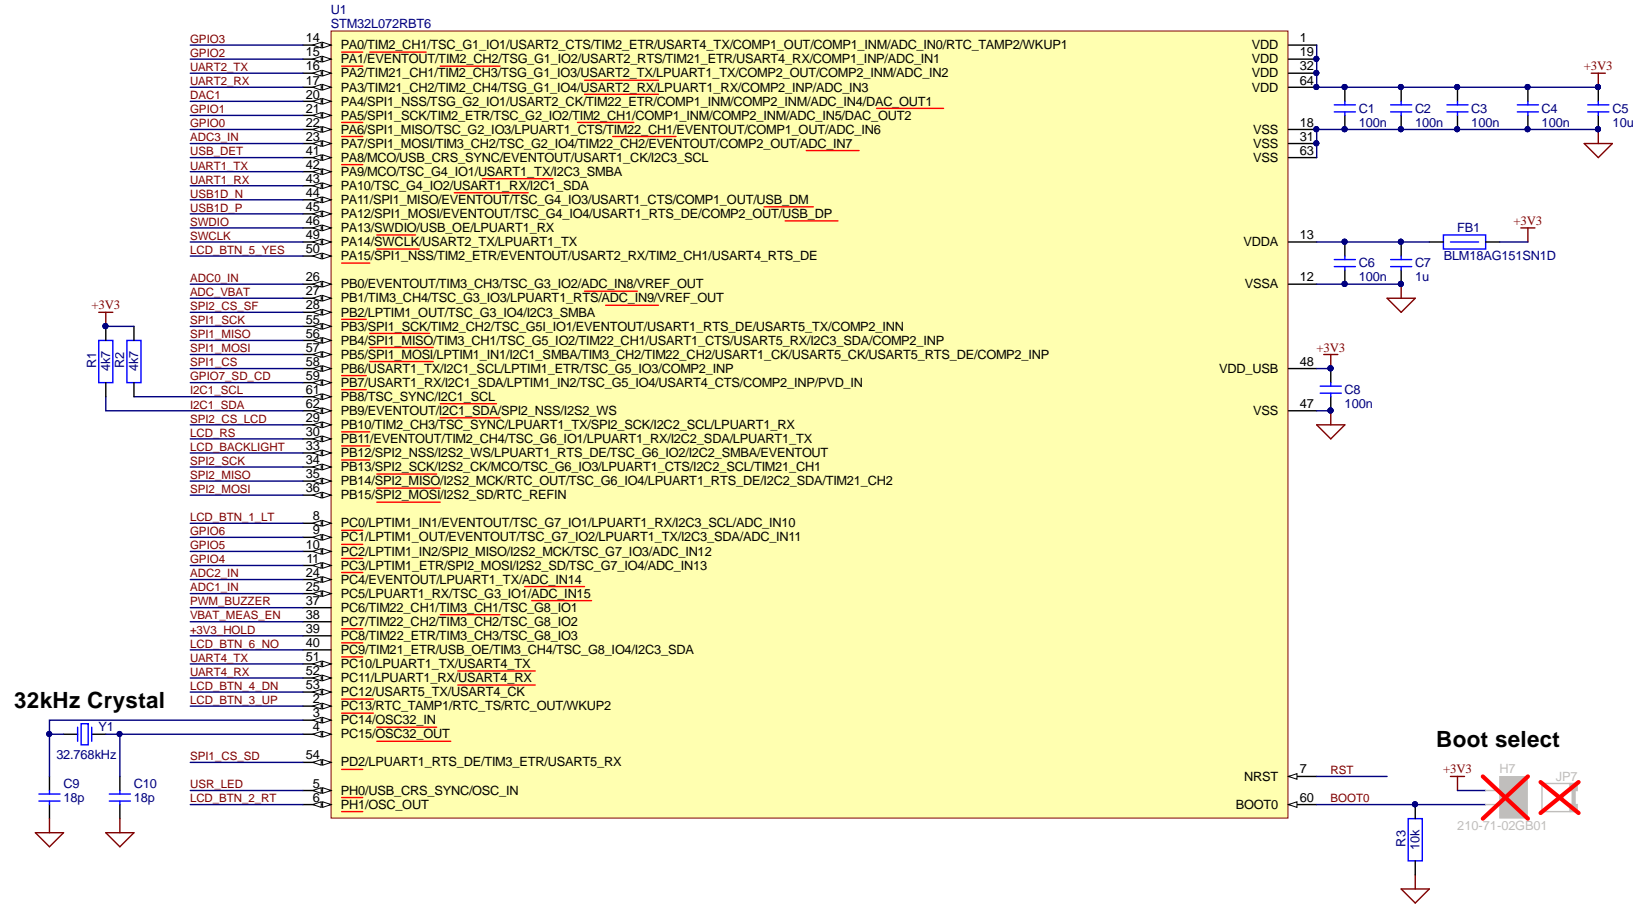 U1
STM32L072RBT6
GPIO3 14 PA0/TIM2_CH1/TSC_G1_IO1/USART2_CTS/TIM2_ETR/USART4_TX/COMP1_OUT/COMP1_INM/ADC_IN0/RTC_TAMP2/WKUP1 VDD 1
GPIO2 15 PA1/EVENTOUT/TIM2_CH2/TSG_G1_IO2/USART2_RTS/TIM21_ETR/USART4_RX/COMP1_INP/ADC_IN1 VDD 19
UART2_TX 16 PA2/TIM21_CH1/TIM2_CH3/TSG_G1_IO3/USART2_TX/LPUART1_TX/COMP2_OUT/COMP2_INM/ADC_IN2 VDD 32 +3V3
UART2_RX 17 PA3/TIM21_CH2/TIM2_CH4/TSG_G1_IO4/USART2_RX/LPUART1_RX/COMP2_INP/ADC_IN3 VDD 64
DAC1 20 PA4/SPI1_NSS/TSG_G2_IO1/USART2_CK/TIM22_ETR/COMP1_INM/COMP2_INM/ADC_IN4/DAC_OUT1
GPIO1 21 PA5/SPI1_SCK/TIM2_ETR/TSC_G2_IO2/TIM2_CH1/COMP1_INM/COMP2_INM/ADC_IN5/DAC_OUT2 C1 C2 C3 C4 C5
100n 100n 100n 100n 10u
GPIO0 22 PA6/SPI1_MISO/TSC_G2_IO3/LPUART1_CTS/TIM22_CH1/EVENTOUT/COMP1_OUT/ADC_IN6 VSS 18
ADC3_IN 23 PA7/SPI1_MOSI/TIM3_CH2/TSC_G2_IO4/TIM22_CH2/EVENTOUT/COMP2_OUT/ADC_IN7 VSS 31
USB_DET 41 PA8/MCO/USB_CRS_SYNC/EVENTOUT/USART1_CK/I2C3_SCL VSS 63
UART1_TX 42 PA9/MCO/TSC_G4_IO1/USART1_TX/I2C3_SMBA
UART1_RX 43 PA10/TSC_G4_IO2/USART1_RX/I2C1_SDA
USB1D_N 44 PA11/SPI1_MISO/EVENTOUT/TSC_G4_IO3/USART1_CTS/COMP1_OUT/USB_DM
USB1D_P 45 PA12/SPI1_MOSI/EVENTOUT/TSC_G4_IO4/USART1_RTS_DE/COMP2_OUT/USB_DP
SWDIO 46 PA13/SWDIO/USB_OE/LPUART1_RX FB1 +3V3
SWCLK 49 PA14/SWCLK/USART2_TX/LPUART1_TX VDDA 13
LCD_BTN_5_YES 50 PA15/SPI1_NSS/TIM2_ETR/EVENTOUT/USART2_RX/TIM2_CH1/USART4_RTS_DE BLM18AG151SN1D
C6 C7
100n 1u
ADC0_IN 26 PB0/EVENTOUT/TIM3_CH3/TSC_G3_IO2/ADC_IN8/VREF_OUT VSSA 12
ADC_VBAT 27 PB1/TIM3_CH4/TSC_G3_IO3/LPUART1_RTS/ADC_IN9/VREF_OUT
+3V3 SPI2_CS_SF 28 PB2/LPTIM1_OUT/TSC_G3_IO4/I2C3_SMBA
SPI1_SCK 55 PB3/SPI1_SCK/TIM2_CH2/TSC_G5I_IO1/EVENTOUT/USART1_RTS_DE/USART5_TX/COMP2_INN
SPI1_MISO 56 PB4/SPI1_MISO/TIM3_CH1/TSC_G5_IO2/TIM22_CH1/USART1_CTS/USART5_RX/I2C3_SDA/COMP2_INP +3V3
R1 4k7 R2 4k7
SPI1_MOSI 57 PB5/SPI1_MOSI/LPTIM1_IN1/I2C1_SMBA/TIM3_CH2/TIM22_CH2/USART1_CK/USART5_CK/USART5_RTS_DE/COMP2_INP
SPI1_CS 58 PB6/USART1_TX/I2C1_SCL/LPTIM1_ETR/TSC_G5_IO3/COMP2_INP VDD_USB 48
GPIO7_SD_CD 59 PB7/USART1_RX/I2C1_SDA/LPTIM1_IN2/TSC_G5_IO4/USART4_CTS/COMP2_INP/PVD_IN
I2C1_SCL 61 PB8/TSC_SYNC/I2C1_SCL C8
100n
I2C1_SDA 62 PB9/EVENTOUT/I2C1_SDA/SPI2_NSS/I2S2_WS VSS 47
SPI2_CS_LCD 29 PB10/TIM2_CH3/TSC_SYNC/LPUART1_TX/SPI2_SCK/I2C2_SCL/LPUART1_RX
LCD_RS 30 PB11/EVENTOUT/TIM2_CH4/TSC_G6_IO1/LPUART1_RX/I2C2_SDA/LPUART1_TX
LCD_BACKLIGHT 33 PB12/SPI2_NSS/I2S2_WS/LPUART1_RTS_DE/TSC_G6_IO2/I2C2_SMBA/EVENTOUT
SPI2_SCK 34 PB13/SPI2_SCK/I2S2_CK/MCO/TSC_G6_IO3/LPUART1_CTS/I2C2_SCL/TIM21_CH1
SPI2_MISO 35 PB14/SPI2_MISO/I2S2_MCK/RTC_OUT/TSC_G6_IO4/LPUART1_RTS_DE/I2C2_SDA/TIM21_CH2
SPI2_MOSI 36 PB15/SPI2_MOSI/I2S2_SD/RTC_REFIN
LCD_BTN_1_LT 8 PC0/LPTIM1_IN1/EVENTOUT/TSC_G7_IO1/LPUART1_RX/I2C3_SCL/ADC_IN10
GPIO6 9 PC1/LPTIM1_OUT/EVENTOUT/TSC_G7_IO2/LPUART1_TX/I2C3_SDA/ADC_IN11
GPIO5 10 PC2/LPTIM1_IN2/SPI2_MISO/I2S2_MCK/TSC_G7_IO3/ADC_IN12
GPIO4 11 PC3/LPTIM1_ETR/SPI2_MOSI/I2S2_SD/TSC_G7_IO4/ADC_IN13
ADC2_IN 24 PC4/EVENTOUT/LPUART1_TX/ADC_IN14
ADC1_IN 25 PC5/LPUART1_RX/TSC_G3_IO1/ADC_IN15
PWM_BUZZER 37 PC6/TIM22_CH1/TIM3_CH1/TSC_G8_IO1
VBAT_MEAS_EN 38 PC7/TIM22_CH2/TIM3_CH2/TSC_G8_IO2
+3V3_HOLD 39 PC8/TIM22_ETR/TIM3_CH3/TSC_G8_IO3
LCD_BTN_6_NO 40 PC9/TIM21_ETR/USB_OE/TIM3_CH4/TSC_G8_IO4/I2C3_SDA
UART4_TX 51 PC10/LPUART1_TX/USART4_TX
UART4_RX 52 PC11/LPUART1_RX/USART4_RX
LCD_BTN_4_DN 53 PC12/USART5_TX/USART4_CK
32kHz Crystal
LCD_BTN_3_UP 2 PC13/RTC_TAMP1/RTC_TS/RTC_OUT/WKUP2
3 PC14/OSC32_IN
Y1 4 PC15/OSC32_OUT
32.768kHz
Boot select
SPI1_CS_SD 54 PD2/LPUART1_RTS_DE/TIM3_ETR/USART5_RX
NRST 7 RST +3V3 H7 JP7
C9 C10
18p 18p
USR_LED 5 PH0/USB_CRS_SYNC/OSC_IN
LCD_BTN_2_RT 6 PH1/OSC_OUT BOOT0 60 BOOT0
210-71-02GB01
R3 10k